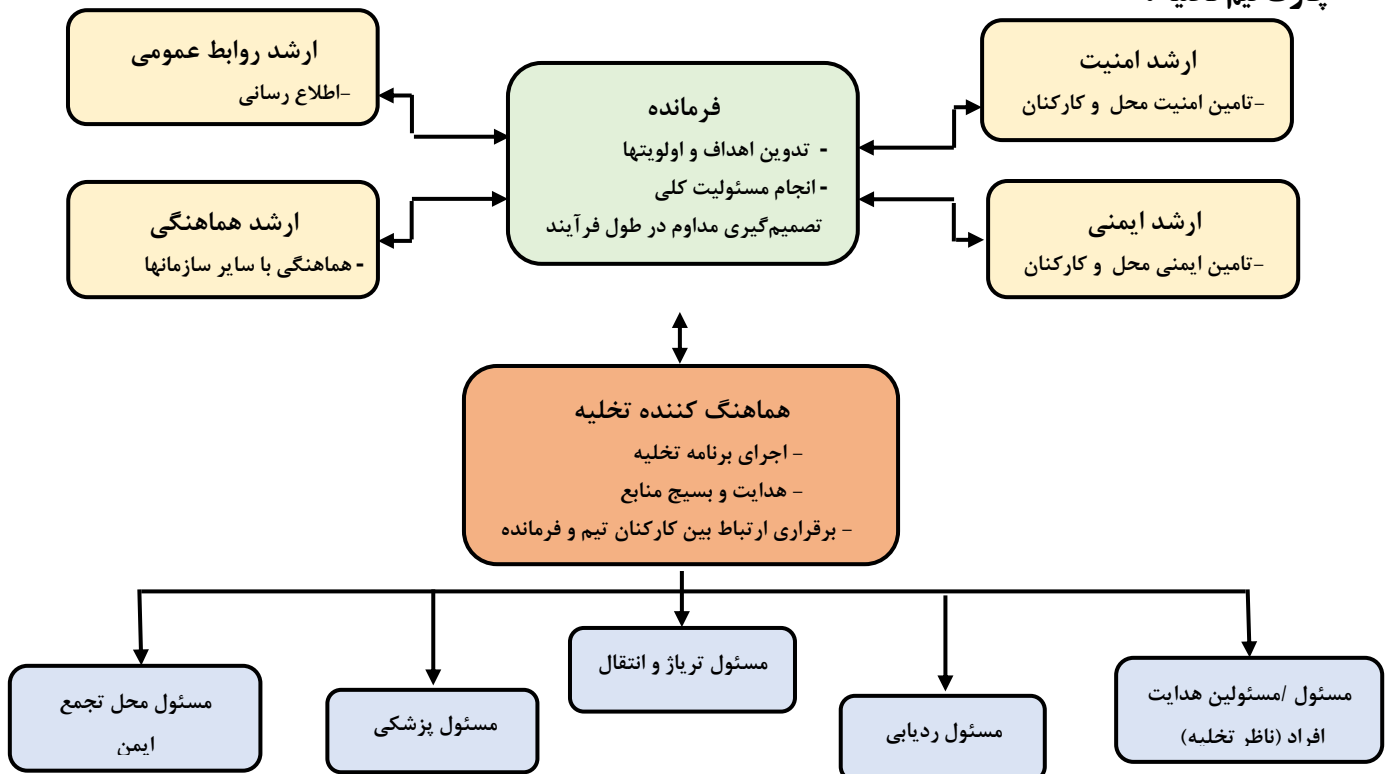 چارت تیم تخلیه :
ارشد امنیت
-تامین امنیت محل و کارکنان
فرمانده
- تدوین اهداف و اولویتها
- انجام مسئولیت کلی
تصمیم‌گیری مداوم در طول فرآیند
ارشد روابط عمومی
-اطلاع رسانی
ارشد ایمنی
-تامین ایمنی محل و کارکنان
ارشد هماهنگی
- هماهنگی با سایر سازمانها
هماهنگ کننده تخلیه
- اجرای برنامه تخلیه
- هدایت و بسیج منابع
- برقراری ارتباط بین کارکنان تیم و فرمانده
مسئول /مسئولین هدایت
افراد (ناظر تخلیه)
مسئول ردیابی
مسئول تریاژ و انتقال
مسئول پزشکی
مسئول محل تجمع
ایمن